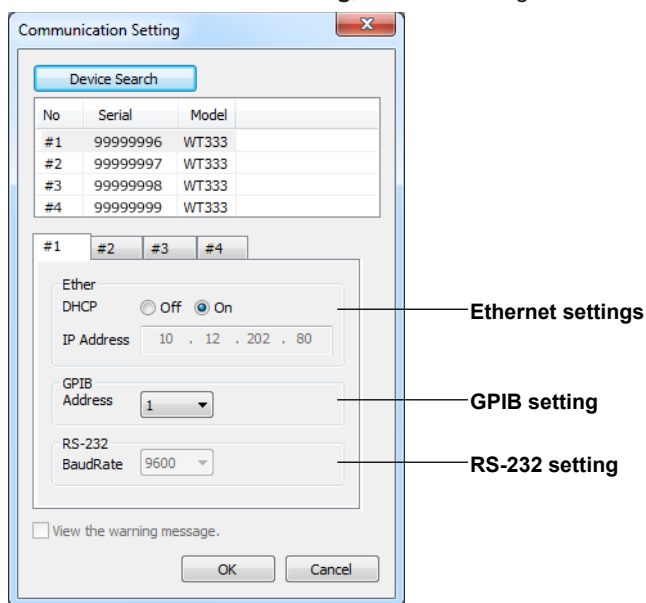 Communication Setting
Device Search
No Serial Model
#1 99999996 WT333
#2 99999997 WT333
#3 99999998 WT333
#4 99999999 WT333
#1 #2 #3 #4
Ether
DHCP Off On
IP Address 10 . 12 . 202 . 80
Ethernet settings
GPIB
Address 1
GPIB setting
RS-232
BaudRate 9600
RS-232 setting
View the warning message.
OK Cancel